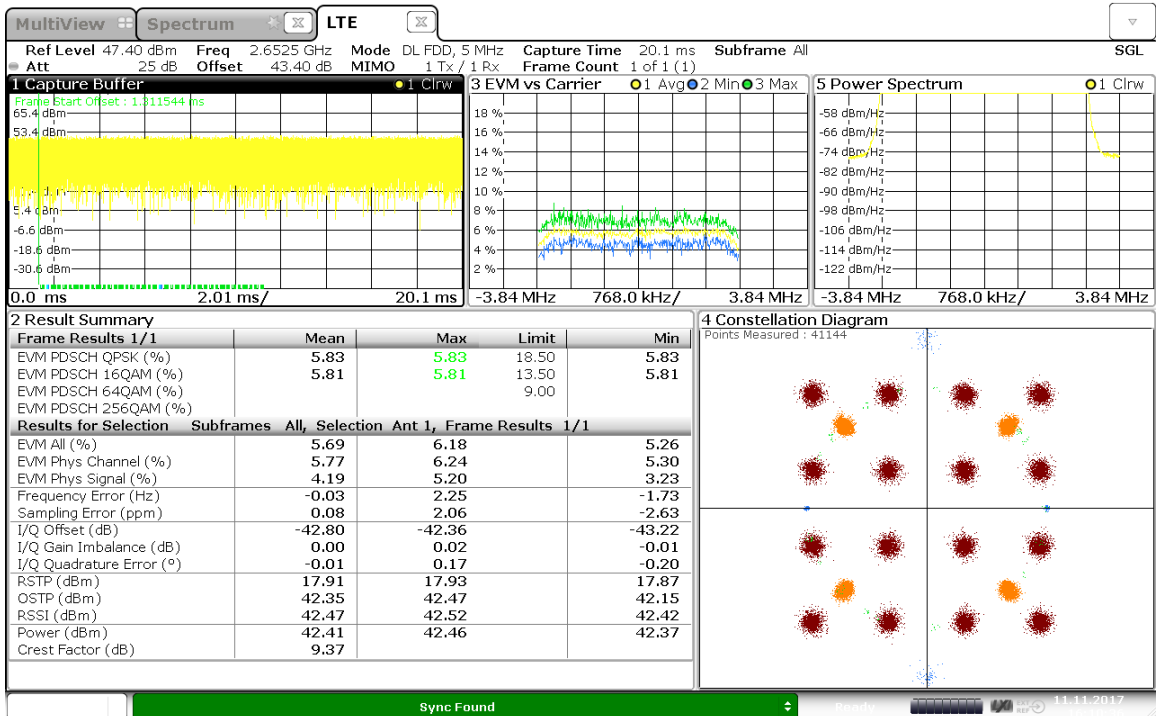 MultiView Spectrum LTE
Ref Level 47.40 dBm Freq 2.6525 GHz Mode DL FDD, 5 MHz Capture Time 20.1 ms Subframe All SGL
Att 25 dB Offset 43.40 dB MIMO 1 Tx / 1 Rx Frame Count 1 of 1 (1)
1 Capture Buffer 1 Clrw
Frame Start Offset : 1.311544 ms
65.4 dBm
53.4 dBm
5.4 dBm
-6.6 dBm
-18.6 dBm
-30.6 dBm
0.0 ms 2.01 ms/ 20.1 ms
3 EVM vs Carrier 1 Avg 2 Min 3 Max
18 %
16 %
14 %
12 %
10 %
8 %
6 %
4 %
2 %
-3.84 MHz 768.0 kHz/ 3.84 MHz
5 Power Spectrum 1 Clrw
-58 dBm/Hz
-66 dBm/Hz
-74 dBm/Hz
-82 dBm/Hz
-90 dBm/Hz
-98 dBm/Hz
-106 dBm/Hz
-114 dBm/Hz
-122 dBm/Hz
-3.84 MHz 768.0 kHz/ 3.84 MHz
2 Result Summary
Frame Results 1/1 Mean Max Limit Min
EVM PDSCH QPSK (%) 5.83 5.83 18.50 5.83
EVM PDSCH 16QAM (%) 5.81 5.81 13.50 5.81
EVM PDSCH 64QAM (%) 9.00
EVM PDSCH 256QAM (%)
Results for Selection Subframes All, Selection Ant 1, Frame Results 1/1
EVM All (%) 5.69 6.18 5.26
EVM Phys Channel (%) 5.77 6.24 5.30
EVM Phys Signal (%) 4.19 5.20 3.23
Frequency Error (Hz) -0.03 2.25 -1.73
Sampling Error (ppm) 0.08 2.06 -2.63
I/Q Offset (dB) -42.80 -42.36 -43.22
I/Q Gain Imbalance (dB) 0.00 0.02 -0.01
I/Q Quadrature Error (°) -0.01 0.17 -0.20
RSTP (dBm) 17.91 17.93 17.87
OSTP (dBm) 42.35 42.47 42.15
RSSI (dBm) 42.47 42.52 42.42
Power (dBm) 42.41 42.46 42.37
Crest Factor (dB) 9.37
4 Constellation Diagram
Points Measured : 41144
Sync Found
Ready
11.11.2017